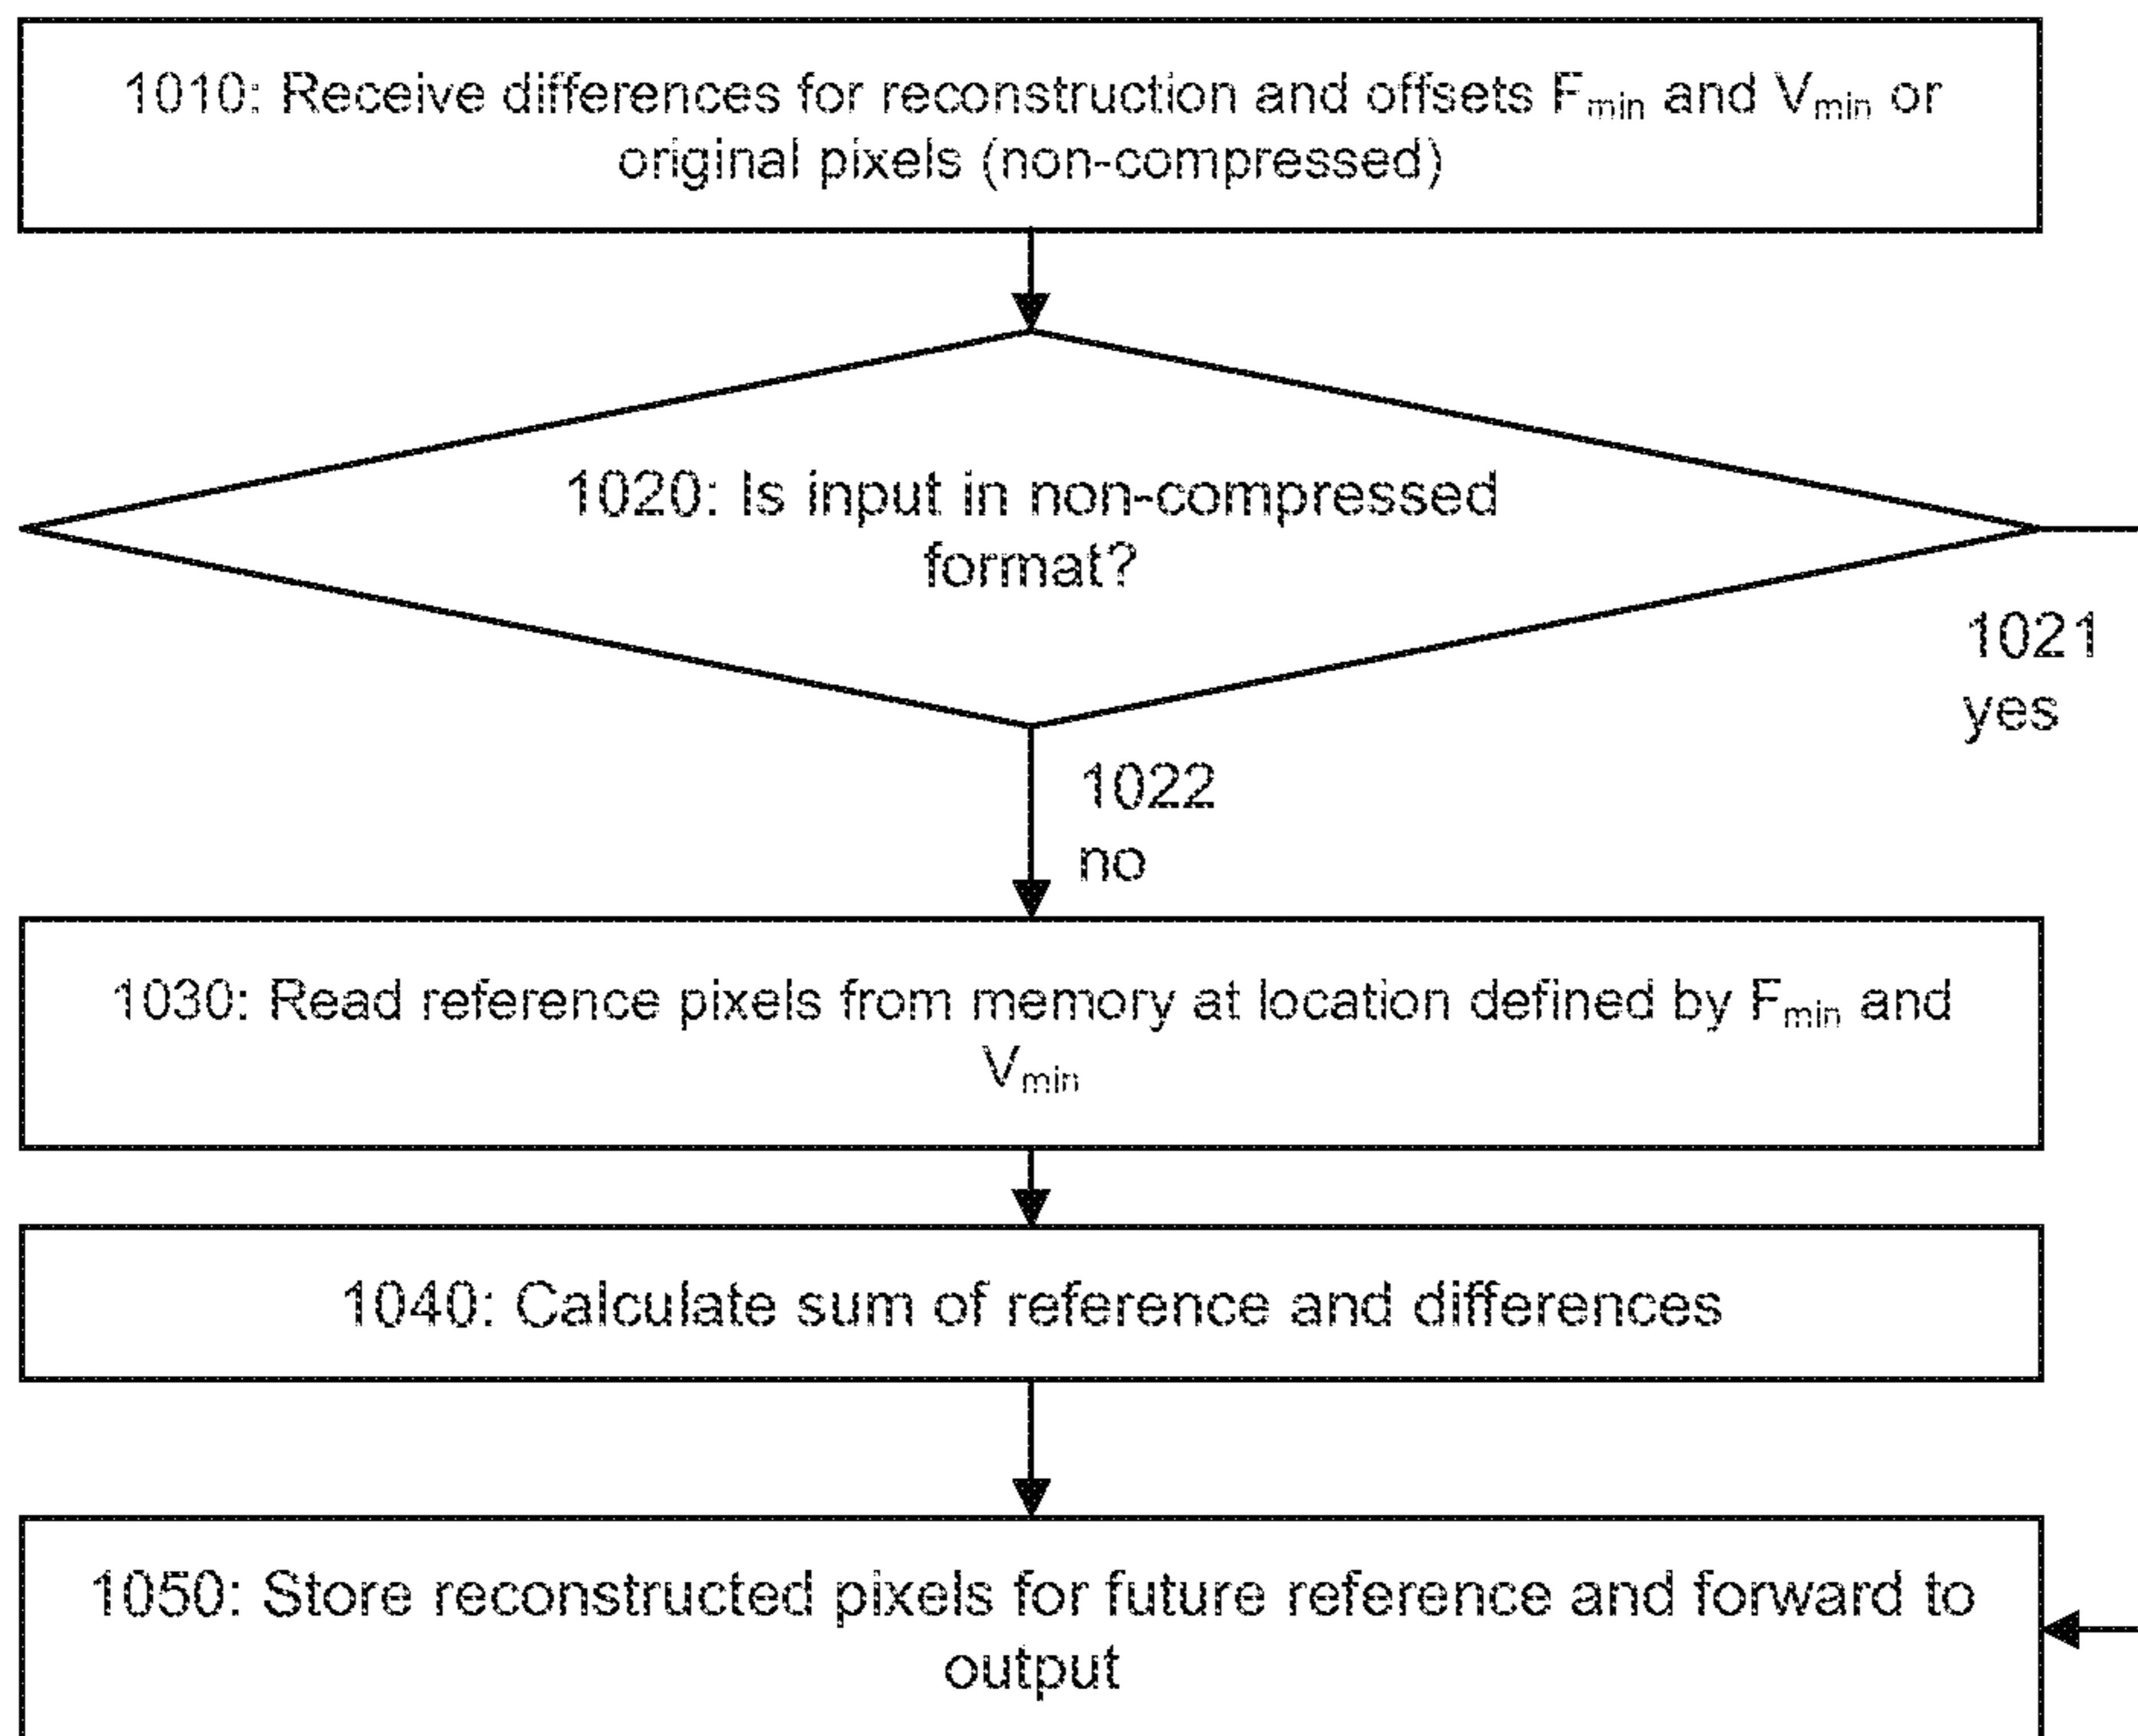 1010: Receive differences for reconstruction and offsets Fmin and Vmin or
original pixels (non-compressed)
1020: Is input in non-compressed
format?
1021
yes
1022
no
1030: Read reference pixels from memory at location defined by Fmin and
Vmin
1040: Calculate sum of reference and differences
1050: Store reconstructed pixels for future reference and forward to
output